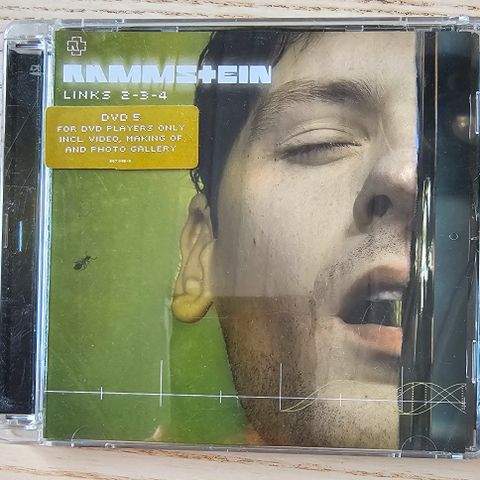 RAMMSTEIN
LINKS 2-3-4
DVD 5
FOR DVD PLAYERS ONLY
INCL. VIDEO, MAKING OF,
AND PHOTO GALLERY